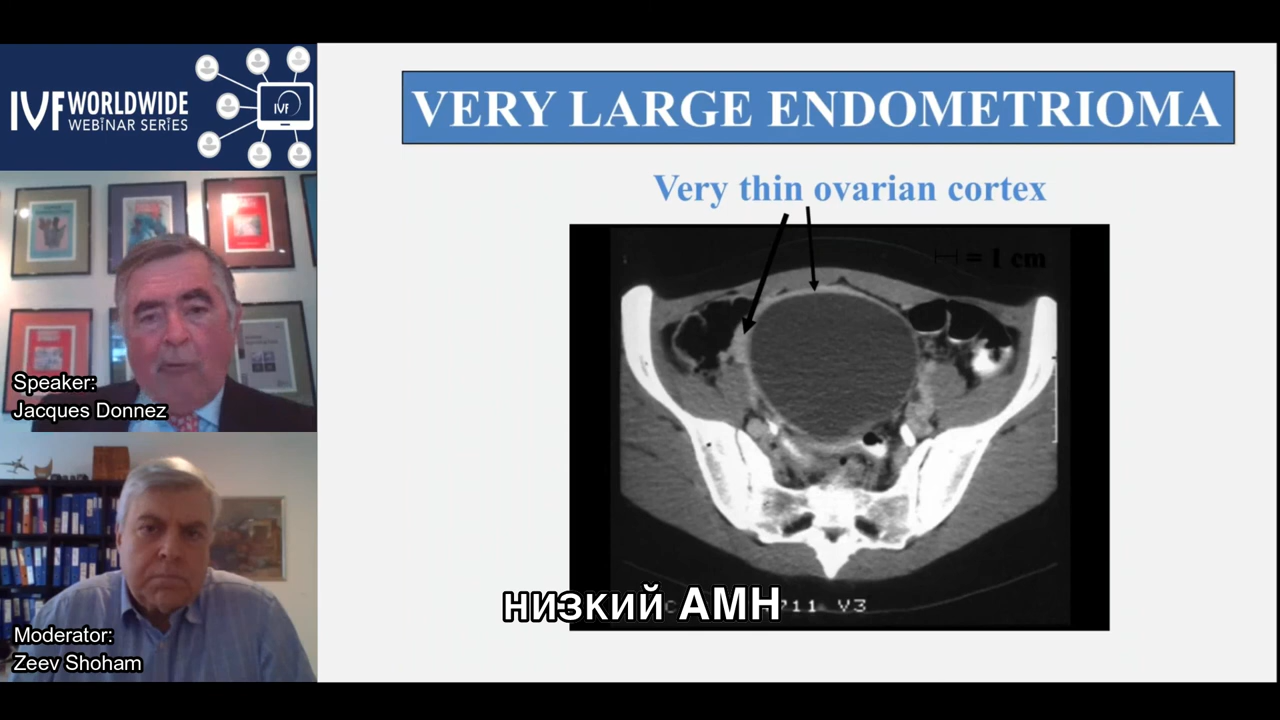 IVF WORLDWIDE
WEBINAR SERIES
IVF
Speaker:
Jacques Donnez
Moderator:
Zeev Shoham
VERY LARGE ENDOMETRIOMA
Very thin ovarian cortex
= 1 cm
711 V3
низкий АМН